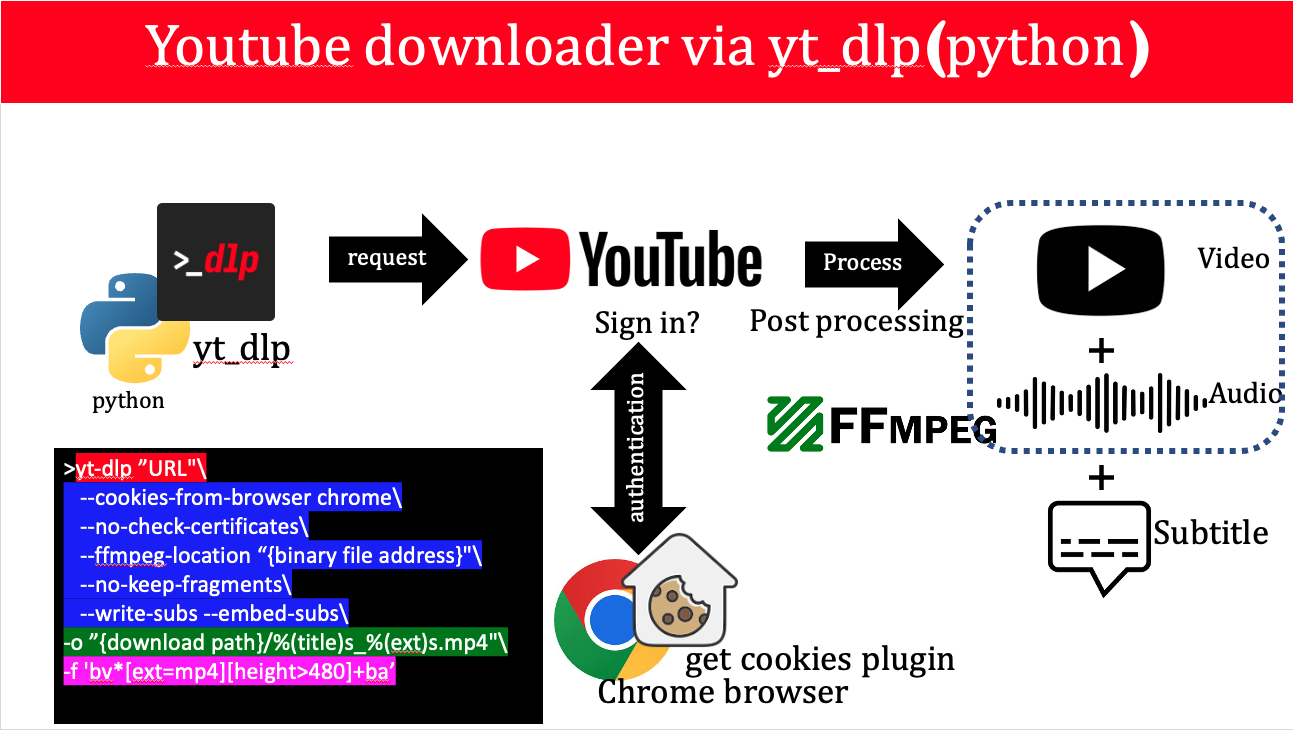 Youtube downloader via yt_dlp(python)
>_dlp
yt_dlp
python
request
YouTube
Sign in?
authentication
Process
Post processing
FFMPEG
Video
+
Audio
+
Subtitle
>yt-dlp ”URL"\
--cookies-from-browser chrome\
--no-check-certificates\
--ffmpeg-location “{binary file address}"\
--no-keep-fragments\
--write-subs --embed-subs\
-o ”{download path}/%(title)s_%(ext)s.mp4"\
-f 'bv*[ext=mp4][height>480]+ba’
get cookies plugin
Chrome browser